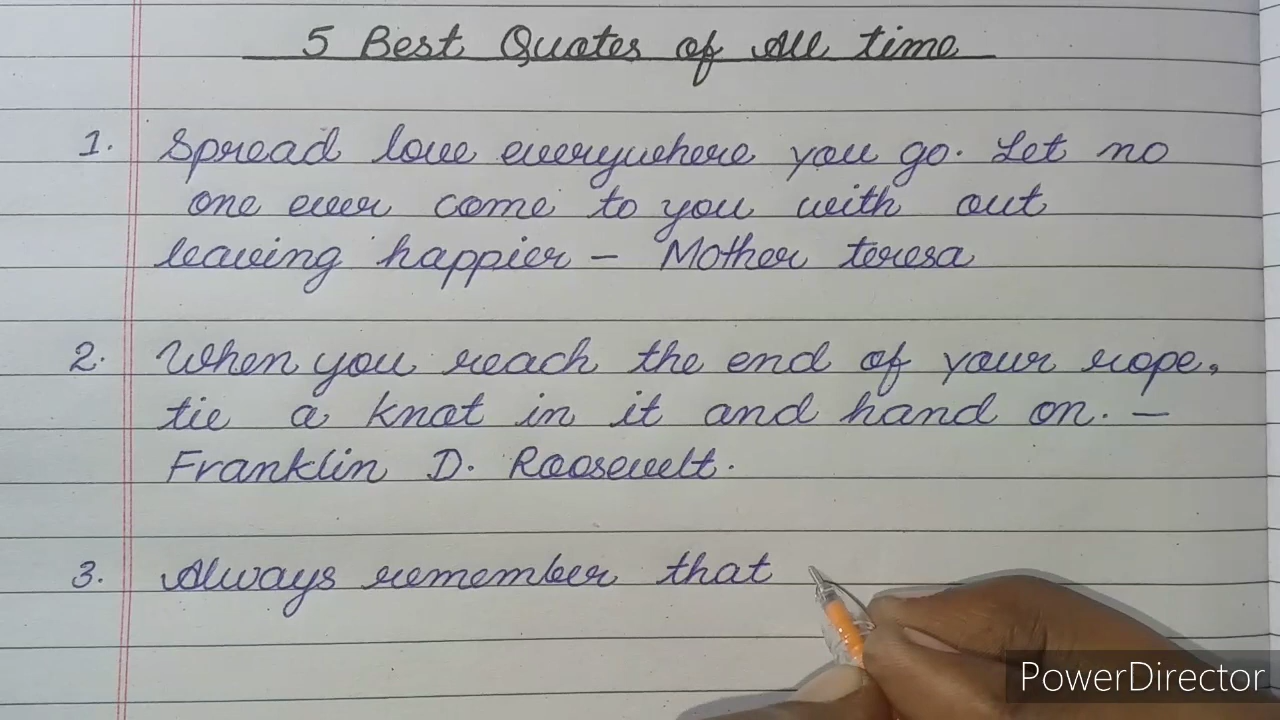 5 Best Quotes of All time
1. Spread love everywhere you go. Let no
one ever come to you with out
leaving happier - Mother teresa
2. When you reach the end of your rope,
tie a knot in it and hand on. -
Franklin D. Roosevelt.
3. Always remember that
PowerDirector